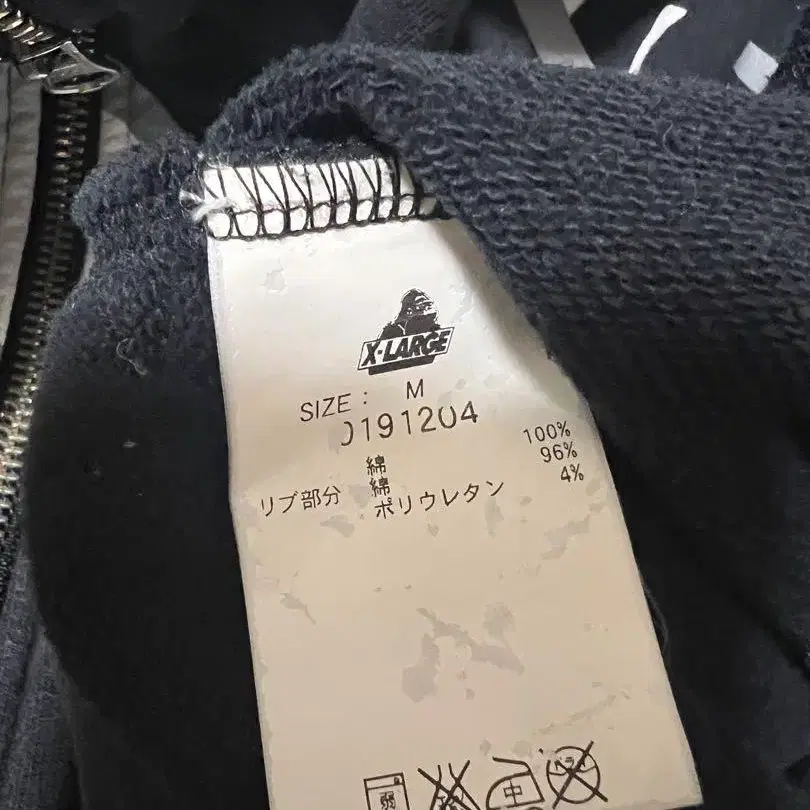 X-LARGE
SIZE : M
0191204
綿 100%
リブ部分 綿 96%
ポリウレタン 4%
弱
中